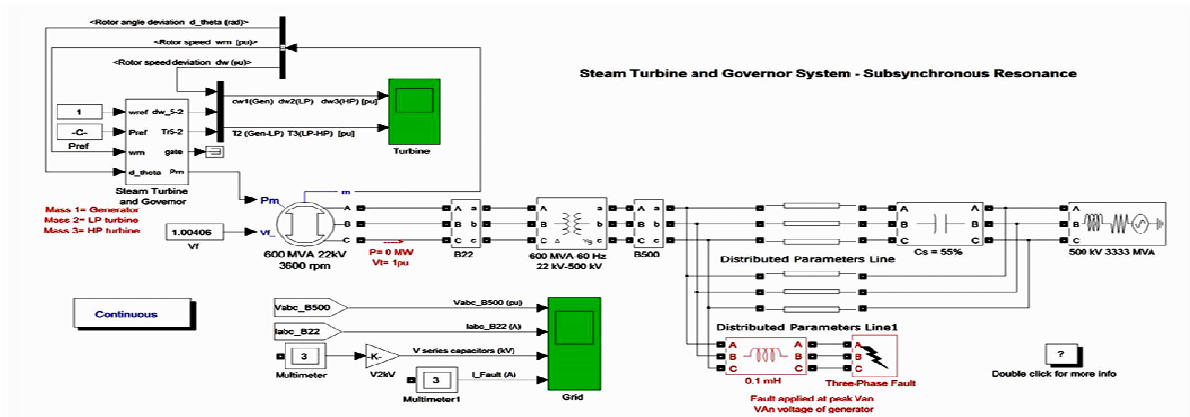 <Rotor angle deviation d_theta (rad)>
<Rotor speed wm [pu]>
<Rotor speed deviation dw (pu)>
Steam Turbine and Governor System - Subsynchronous Resonance
1
-C-
Pref
wref dw_5-2
Pref Tr5-2
wm gate
d_theta Pm
Steam Turbine
and Governor
cw1(Gen) dw2(LP) dw3(HP) [pu]
T2 (Gen-LP) T3(LP-HP) [pu]
Turbine
Mass 1= Generator
Mass 2= LP turbine
Mass 3= HP turbine
1.00406
Vf
Pm
Vf_
m
A
B
C
600 MVA 22kV
3600 rpm
P= 0 MW
Vt= 1pu
A a
B b
C c
B22
A a
B b
C c
Δ Yg
600 MVA 60 Hz
22 kV-500 kV
A a
B b
C c
B500
Distributed Parameters Line
A A
B B
C C
Cs = 55%
A
B
C
500 kV 3333 MVA
Distributed Parameters Line1
A A
B B
C C
0.1 mH
A
B
C
Three-Phase Fault
Fault applied at peak Van
VAn voltage of generator
?
Double click for more info
Continuous
Vabc_B500
Iabc_B22
3
Multimeter
-K-
V2kV
3
Multimeter1
Vabc_B500 (pu)
Iabc_B22 (A)
V series capacitors (kV)
I_Fault (A)
Grid